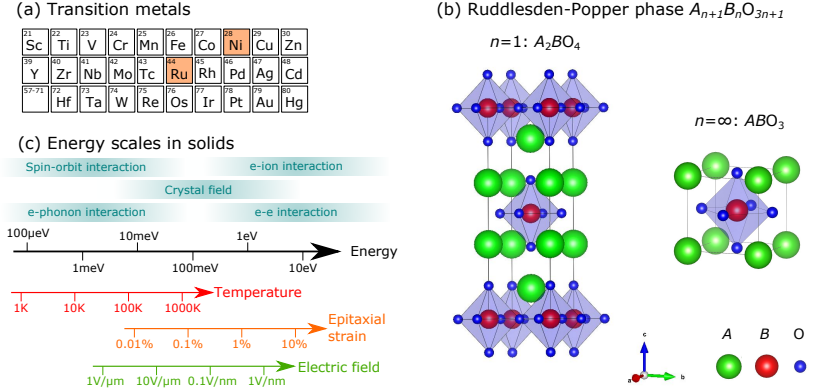 (a) Transition metals
21 Sc 22 Ti 23 V 24 Cr 25 Mn 26 Fe 27 Co 28 Ni 29 Cu 30 Zn
39 Y 40 Zr 41 Nb 42 Mo 43 Tc 44 Ru 45 Rh 46 Pd 47 Ag 48 Cd
57-71 72 Hf 73 Ta 74 W 75 Re 76 Os 77 Ir 78 Pt 79 Au 80 Hg
(c) Energy scales in solids
Spin-orbit interaction e-ion interaction
Crystal field
e-phonon interaction e-e interaction
100μeV 10meV 1eV
Energy
1meV 100meV 10eV
Temperature
1K 10K 100K 1000K
Epitaxial
strain
0.01% 0.1% 1% 10%
Electric field
1V/μm 10V/μm 0.1V/nm 1V/nm
(b) Ruddlesden-Popper phase Aₙ₊₁BₙO₃ₙ₊₁
n=1: A₂BO₄
n=∞: ABO₃
c
a
b
A B O